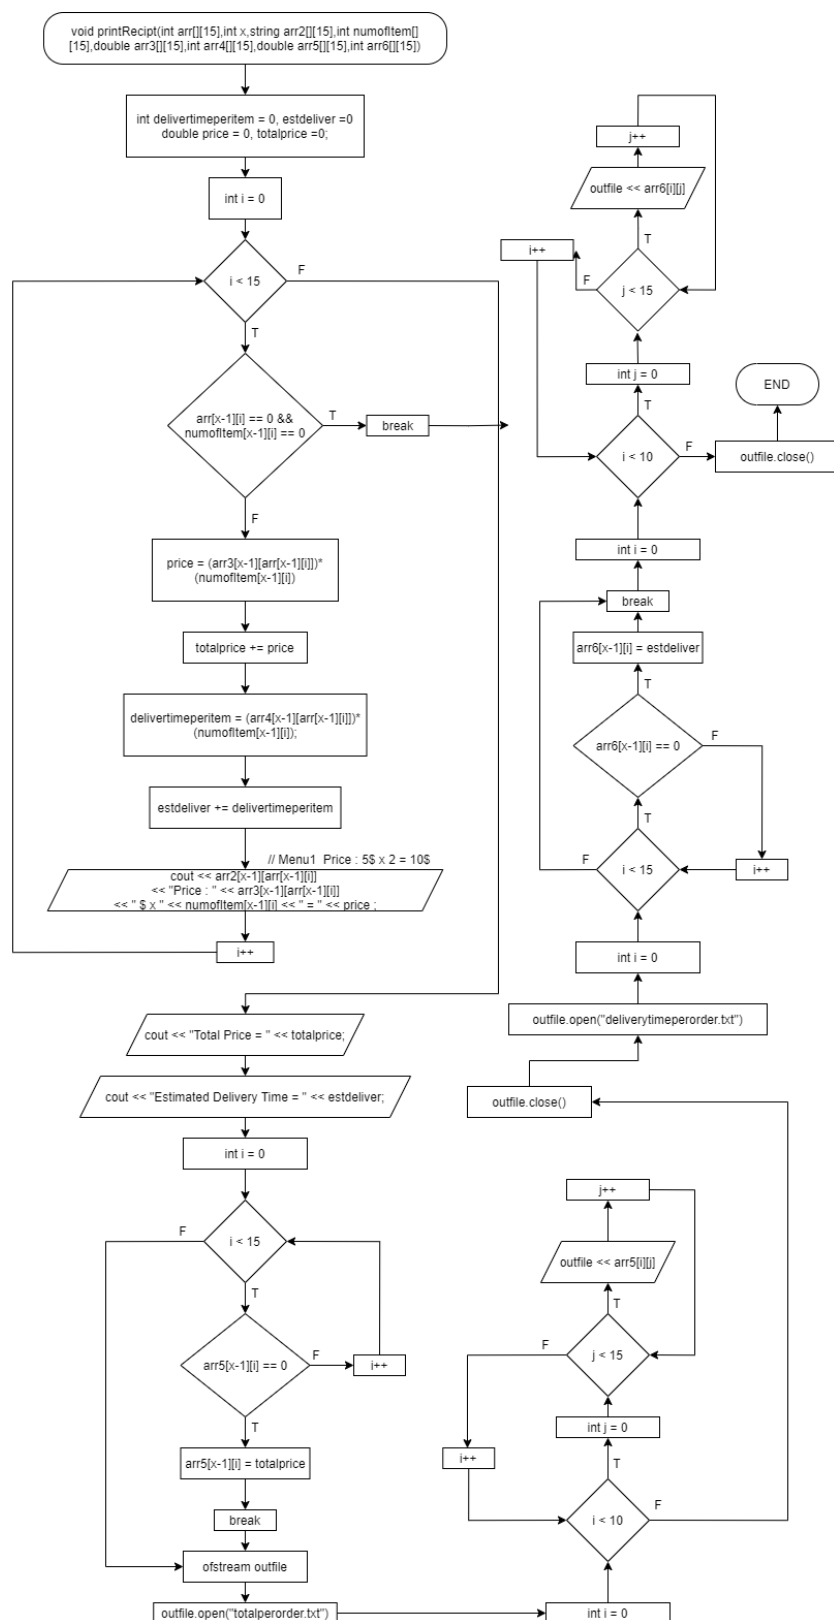 void printRecipt(int arr[][15],int x,string arr2[][15],int numofItem[]
[15],double arr3[][15],int arr4[][15],double arr5[][15],int arr6[][15])
int delivertimeperitem = 0, estdeliver =0
double price = 0, totalprice =0;
int i = 0
i < 15
F
T
arr[x-1][i] == 0 &&
numofItem[x-1][i] == 0
T
break
F
price = (arr3[x-1][arr[x-1][i]])*
(numofItem[x-1][i])
totalprice += price
delivertimeperitem = (arr4[x-1][arr[x-1][i]])*
(numofItem[x-1][i]);
estdeliver += delivertimeperitem
// Menu1 Price : 5$ x 2 = 10$
cout << arr2[x-1][arr[x-1][i]]
<< "Price : " << arr3[x-1][arr[x-1][i]]
<< " $ x " << numofItem[x-1][i] << " = " << price ;
i++
cout << "Total Price = " << totalprice;
cout << "Estimated Delivery Time = " << estdeliver;
int i = 0
i < 15
F
T
arr5[x-1][i] == 0
F
i++
T
arr5[x-1][i] = totalprice
break
ofstream outfile
outfile.open("totalperorder.txt")
int i = 0
i < 10
F
T
int j = 0
j < 15
F
T
i++
outfile << arr5[i][j]
j++
outfile.close()
outfile.open("deliverytimeperorder.txt")
int i = 0
i < 15
F
T
arr6[x-1][i] == 0
F
i++
T
arr6[x-1][i] = estdeliver
break
int i = 0
i < 10
F
T
int j = 0
j < 15
F
T
i++
outfile << arr6[i][j]
j++
outfile.close()
END